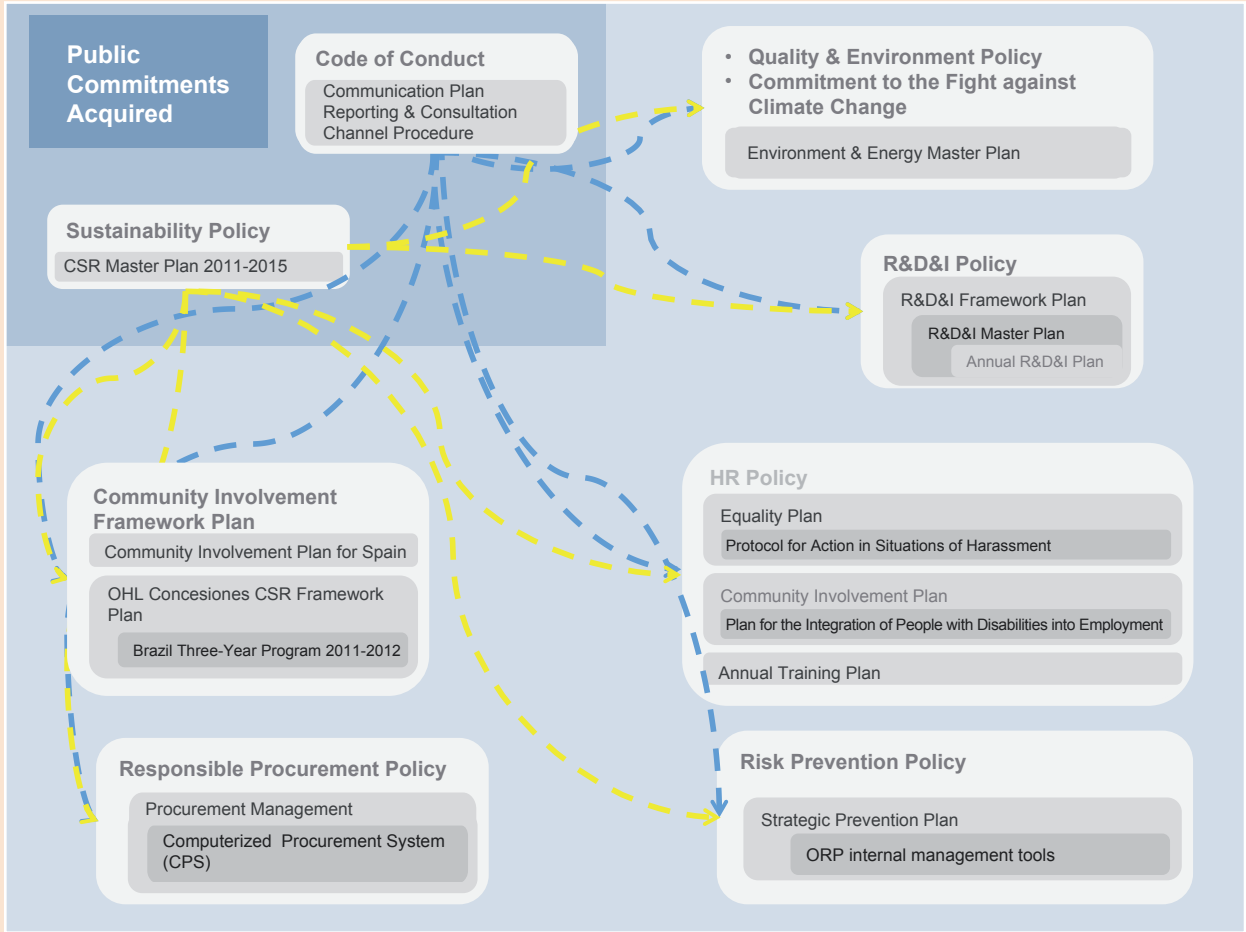 Public
Commitments
Acquired
Code of Conduct
Communication Plan
Reporting & Consultation
Channel Procedure
• Quality & Environment Policy
• Commitment to the Fight against
Climate Change
Environment & Energy Master Plan
Sustainability Policy
CSR Master Plan 2011-2015
R&D&I Policy
R&D&I Framework Plan
R&D&I Master Plan
Annual R&D&I Plan
Community Involvement
Framework Plan
Community Involvement Plan for Spain
OHL Concesiones CSR Framework
Plan
Brazil Three-Year Program 2011-2012
HR Policy
Equality Plan
Protocol for Action in Situations of Harassment
Community Involvement Plan
Plan for the Integration of People with Disabilities into Employment
Annual Training Plan
Responsible Procurement Policy
Procurement Management
Computerized Procurement System
(CPS)
Risk Prevention Policy
Strategic Prevention Plan
ORP internal management tools